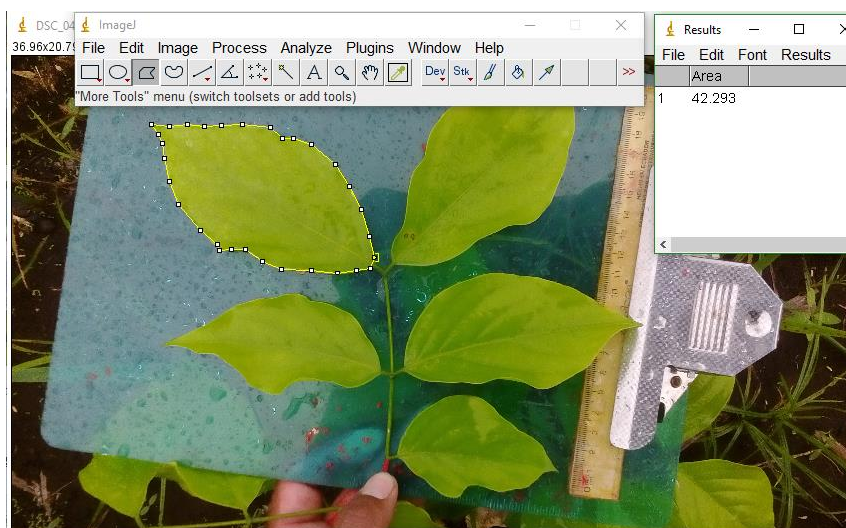 DSC_04
ImageJ
Results
36.96x20.79
File Edit Image Process Analyze Plugins Window Help
File Edit Font Results
A Dev Stk >>
"More Tools" menu (switch toolsets or add tools)
Area
1 42.293